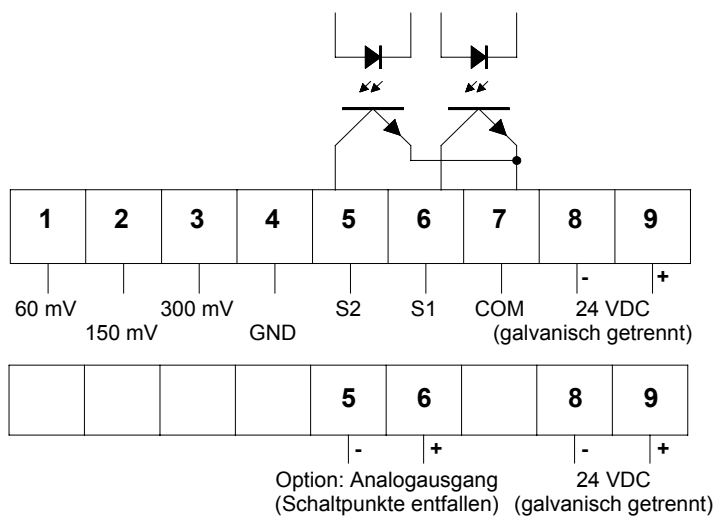 1 2 3 4 5 6 7 8 9
- +
60 mV 300 mV S2 S1 COM 24 VDC
150 mV GND (galvanisch getrennt)
5 6 8 9
- + - +
Option: Analogausgang 24 VDC
(Schaltpunkte entfallen) (galvanisch getrennt)